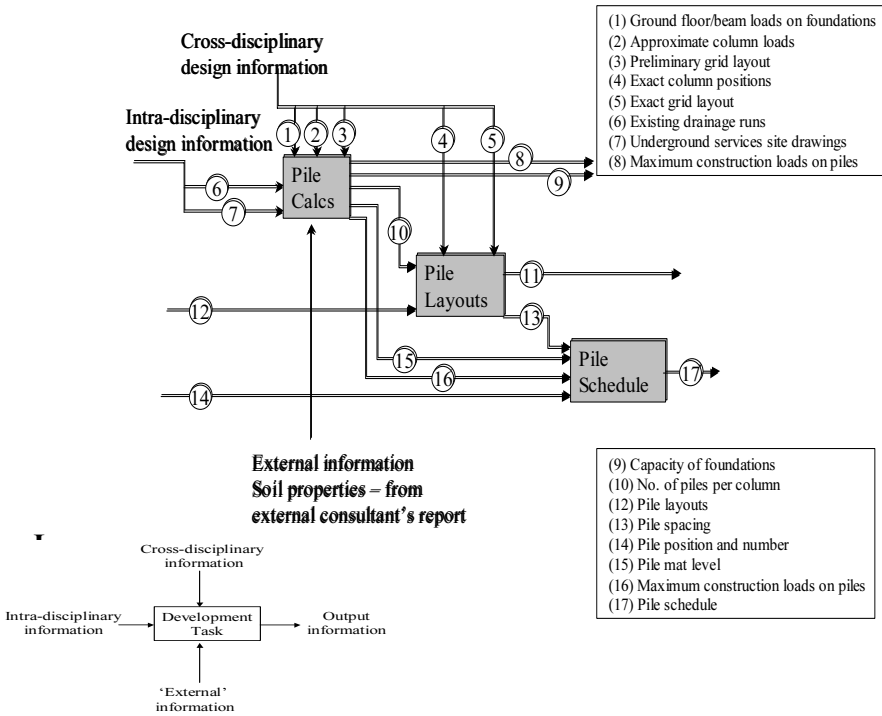 Cross-disciplinary
design information
(1) Ground floor/beam loads on foundations
(2) Approximate column loads
(3) Preliminary grid layout
(4) Exact column positions
(5) Exact grid layout
(6) Existing drainage runs
(7) Underground services site drawings
(8) Maximum construction loads on piles
Intra-disciplinary
design information
1
2
3
4
5
6
7
Pile
Calcs
8
9
10
Pile
Layouts
11
12
13
15
16
14
Pile
Schedule
17
External information
Soil properties – from
external consultant's report
(9) Capacity of foundations
(10) No. of piles per column
(12) Pile layouts
(13) Pile spacing
(14) Pile position and number
(15) Pile mat level
(16) Maximum construction loads on piles
(17) Pile schedule
Cross-disciplinary
information
Intra-disciplinary
information
Development
Task
Output
information
‘External’
information